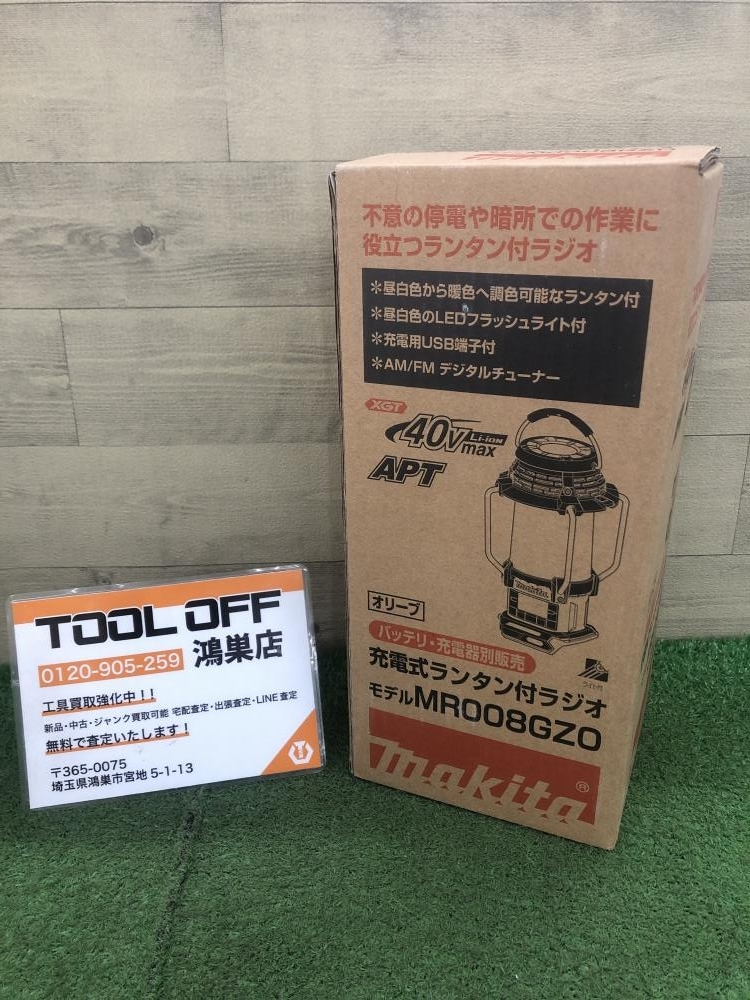 不意の停電や暗所での作業に
役立つランタン付ラジオ
＊昼白色から暖色へ調色可能なランタン付
＊昼白色のLEDフラッシュライト付
＊充電用USB端子付
＊AM/FM デジタルチューナー
XGT
40Vmax Li-ion
APT
makita
オリーブ
バッテリ・充電器別販売
充電式ランタン付ラジオ
ライト付
モデルMR008GZO
makita®
TOOL OFF
0120-905-259 鴻巣店
工具買取強化中！！
新品・中古・ジャンク買取可能 宅配査定・出張査定・LINE査定
無料で査定いたします！
〒365-0075
埼玉県鴻巣市宮地 5-1-13